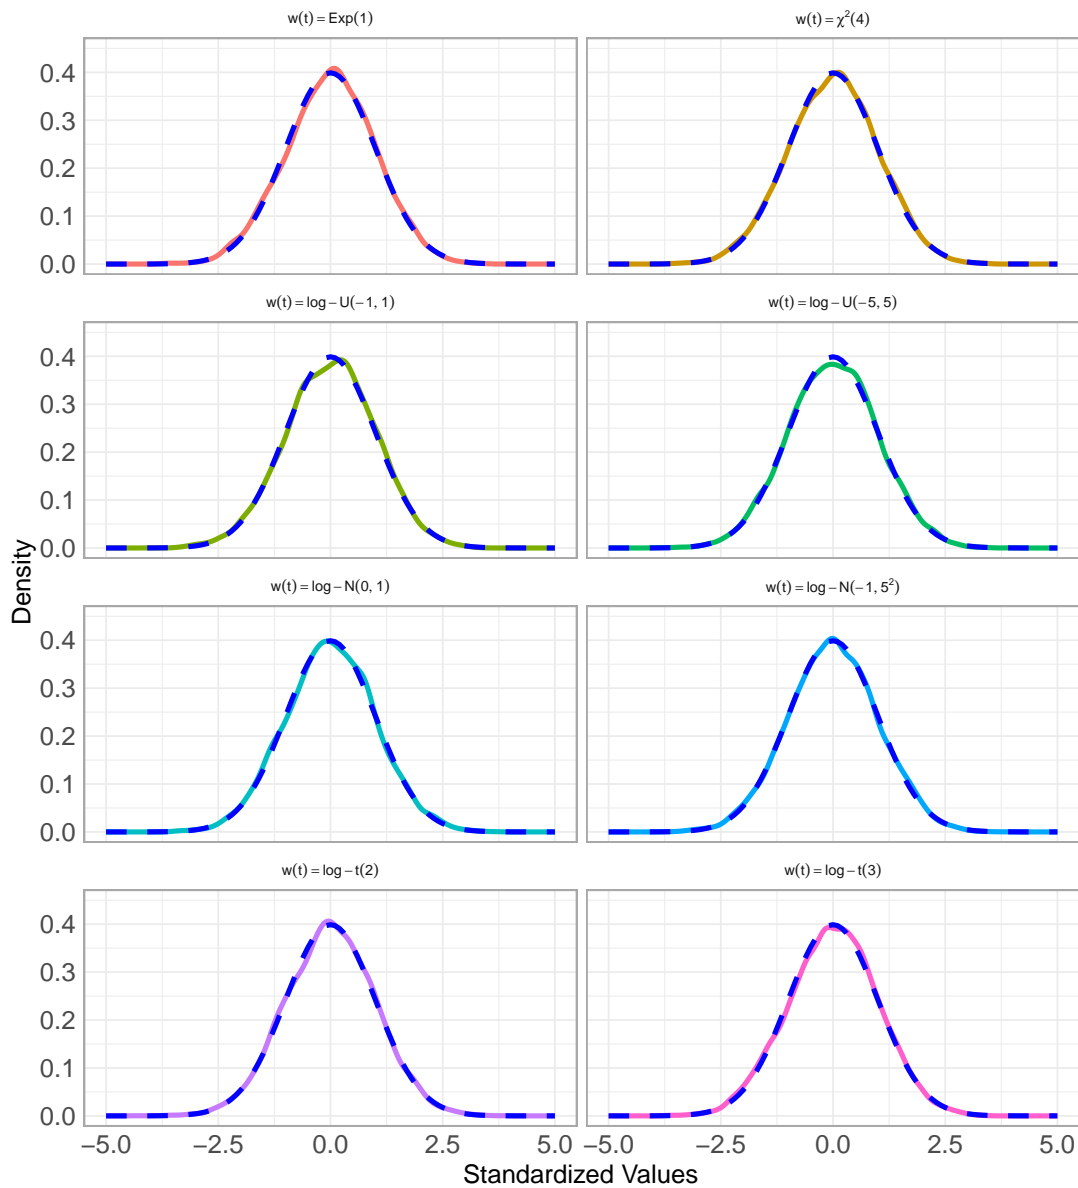 w(t) = Exp(1)
w(t) = χ²(4)
0.4
0.3
0.2
0.1
0.0
w(t) = log − U(−1, 1)
w(t) = log − U(−5, 5)
0.4
0.3
0.2
0.1
0.0
Density
w(t) = log − N(0, 1)
w(t) = log − N(−1, 5²)
0.4
0.3
0.2
0.1
0.0
w(t) = log − t(2)
w(t) = log − t(3)
0.4
0.3
0.2
0.1
0.0
−5.0 −2.5 0.0 2.5 5.0 −5.0 −2.5 0.0 2.5 5.0
Standardized Values